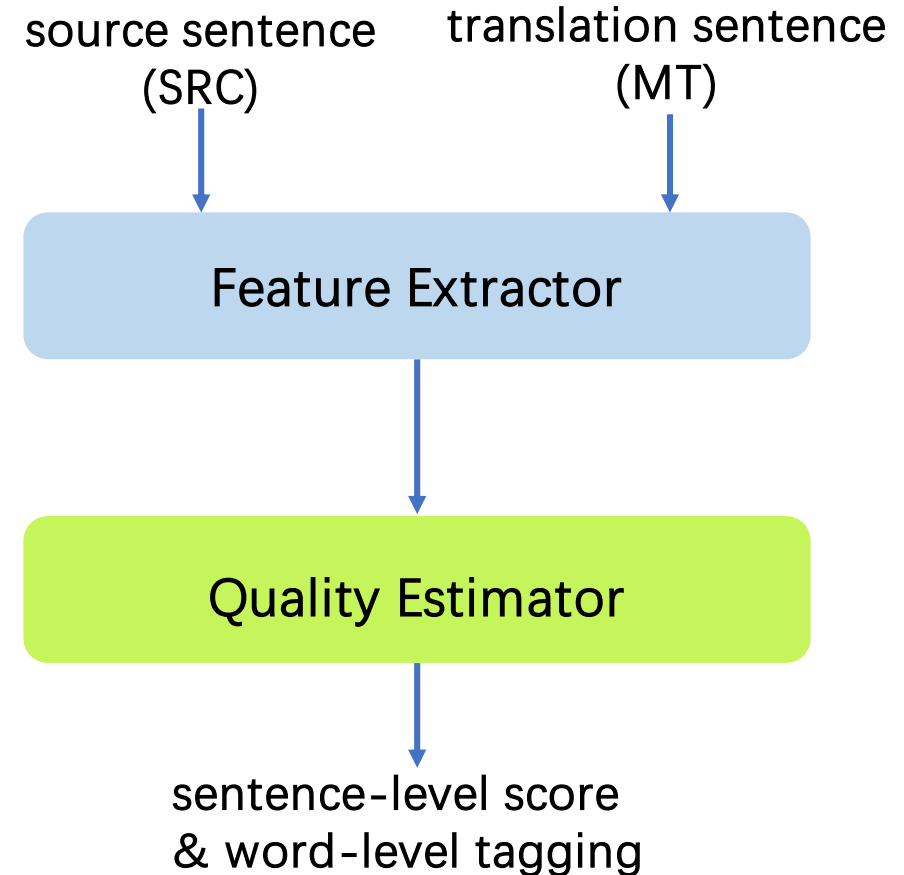 source sentence
(SRC)
translation sentence
(MT)
Feature Extractor
Quality Estimator
sentence-level score
& word-level tagging